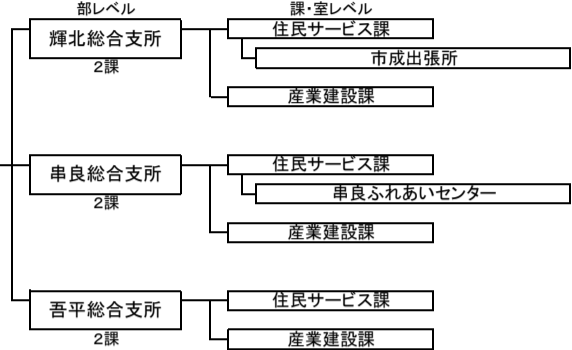 部レベル
課・室レベル
輝北総合支所
2課
住民サービス課
市成出張所
産業建設課
串良総合支所
2課
住民サービス課
串良ふれあいセンター
産業建設課
吾平総合支所
2課
住民サービス課
産業建設課